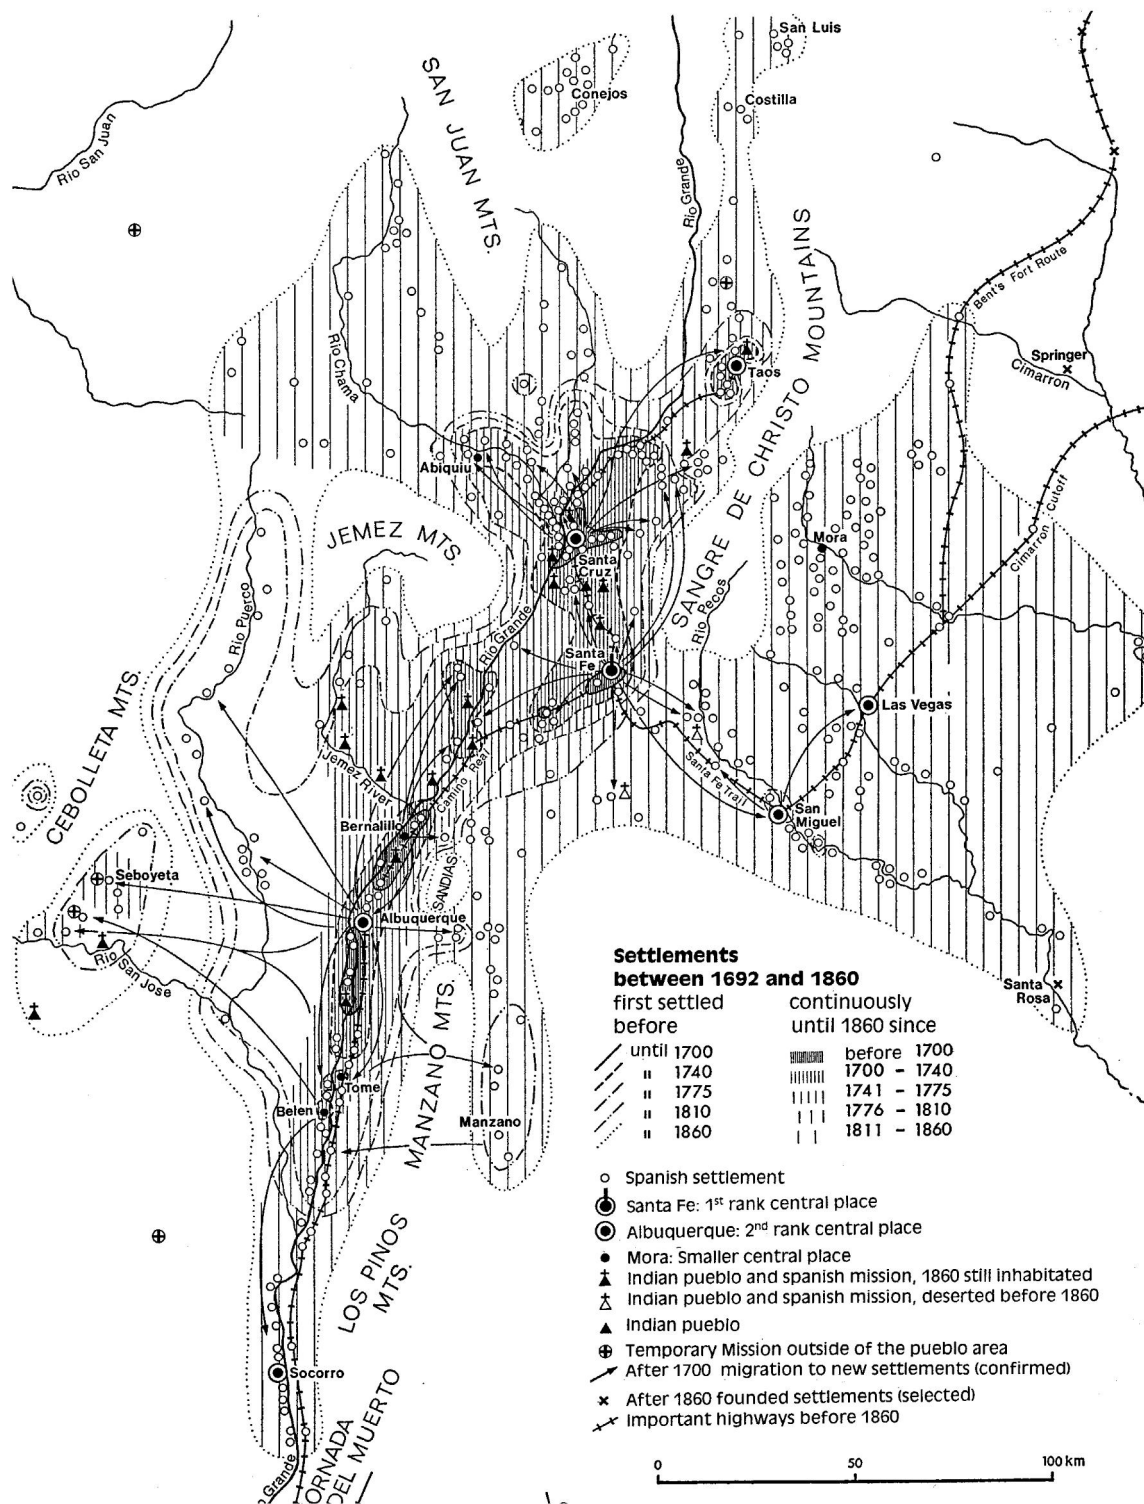 San Luis
SAN JUAN MTS.
Conejos
Costilla
Rio San Juan
Rio Grande
Bent's Fort Route
SANGRE DE CHRISTO MOUNTAINS
Rio Chama
Springer
Cimarron
Taos
Abiquiu
Cimarron Cutoff
JEMEZ MTS.
Mora
Santa
Cruz
Rio Puerco
Rio Pecos
Rio Grande
Santa
Fe
Las Vegas
CEBOLLETA MTS.
Jemez River
Camino Real
Santa Fe Trail
San
Miguel
Bernalillo
SANDIAS
Seboyeta
Albuquerque
Rio San Jose
Santa
Rosa
MANZANO MTS.
Tome
Belen
Manzano
LOS PINOS
MTS.
Socorro
JORNADA
DEL MUERTO
Grande
Settlements
between 1692 and 1860
first settled
before
continuously
until 1860 since
until 1700
" 1740
" 1775
" 1810
" 1860
before 1700
1700 – 1740
1741 – 1775
1776 – 1810
1811 – 1860
Spanish settlement
Santa Fe: 1st rank central place
Albuquerque: 2nd rank central place
Mora: Smaller central place
Indian pueblo and spanish mission, 1860 still inhabitated
Indian pueblo and spanish mission, deserted before 1860
Indian pueblo
Temporary Mission outside of the pueblo area
After 1700 migration to new settlements (confirmed)
After 1860 founded settlements (selected)
Important highways before 1860
0 50 100 km